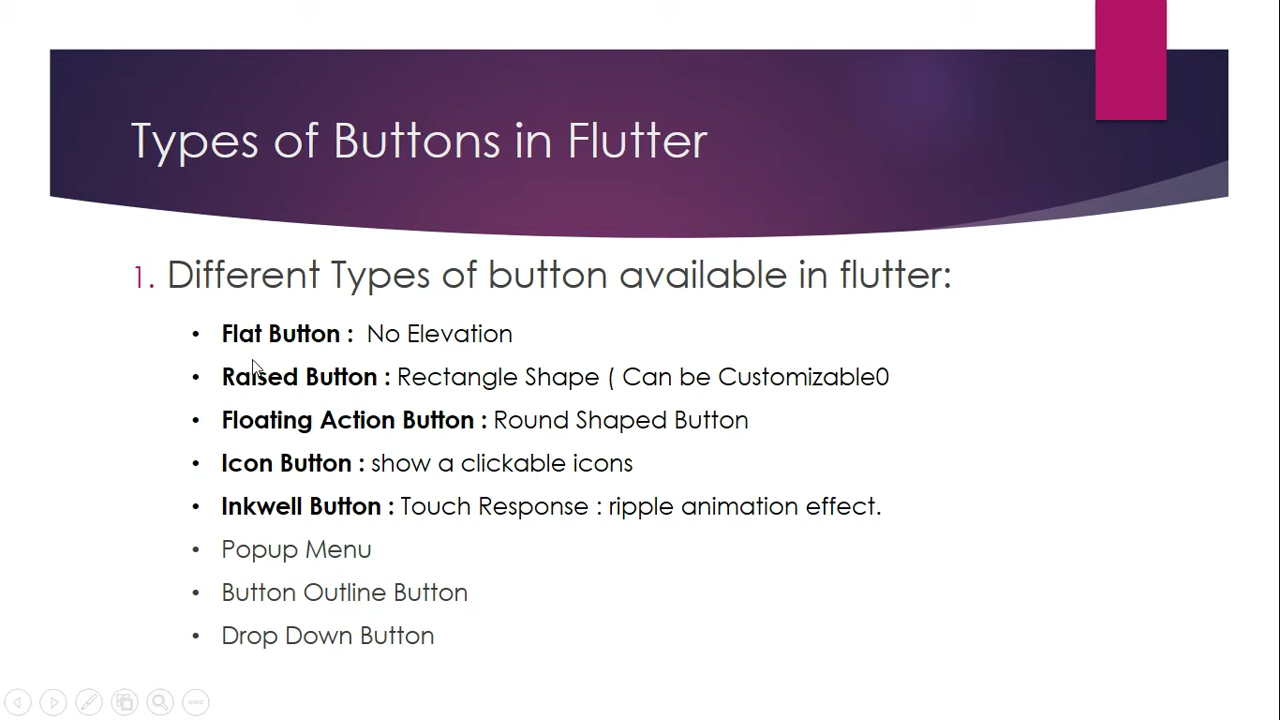 Types of Buttons in Flutter
1. Different Types of button available in flutter:
• Flat Button : No Elevation
• Raised Button : Rectangle Shape ( Can be Customizable0
• Floating Action Button : Round Shaped Button
• Icon Button : show a clickable icons
• Inkwell Button : Touch Response : ripple animation effect.
• Popup Menu
• Button Outline Button
• Drop Down Button